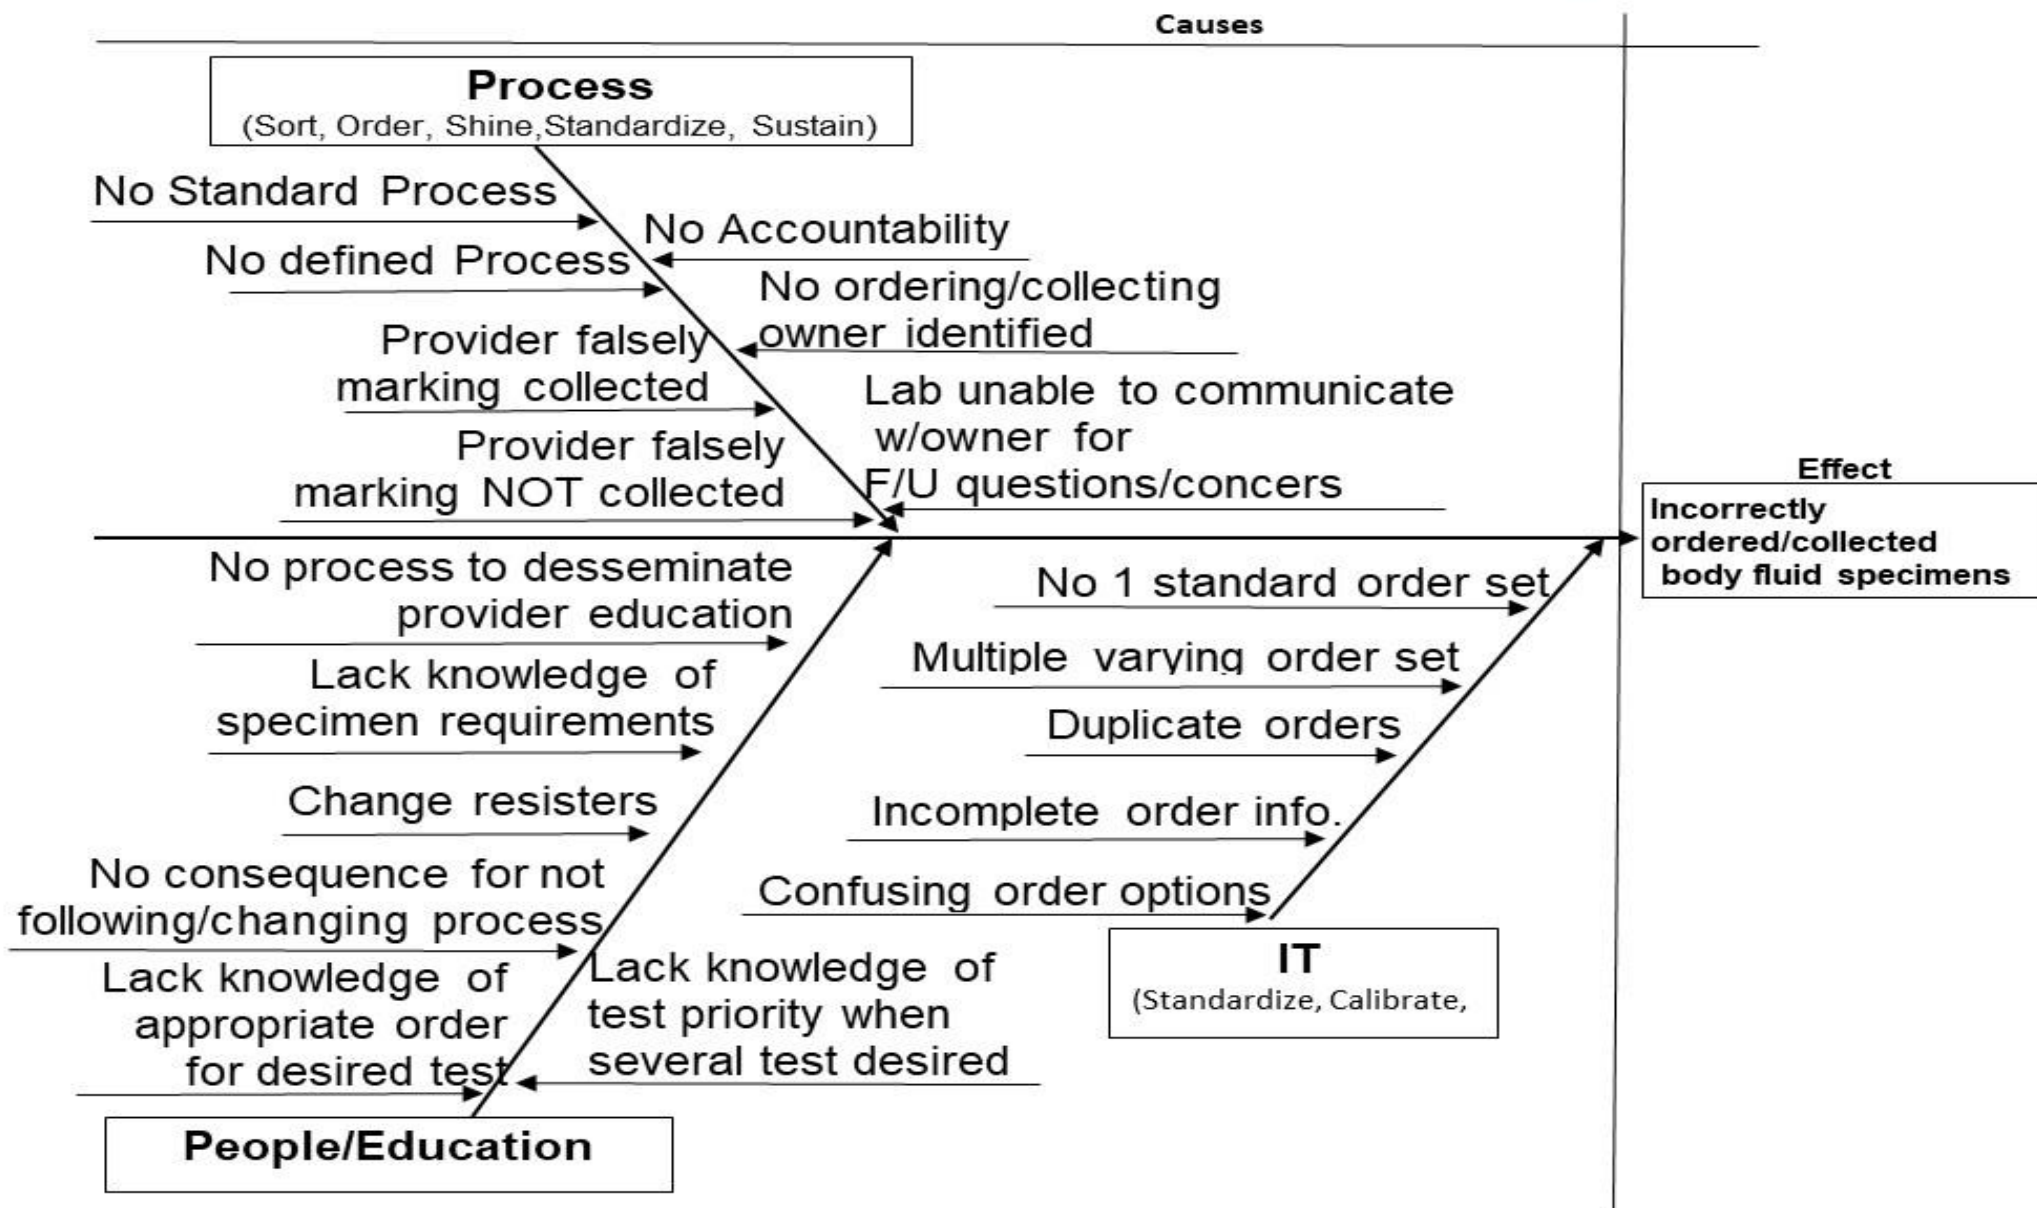 Causes
Process
(Sort, Order, Shine,Standardize, Sustain)
No Standard Process
No defined Process
Provider falsely
marking collected
Provider falsely
marking NOT collected
No Accountability
No ordering/collecting
owner identified
Lab unable to communicate
w/owner for
F/U questions/concers
Effect
Incorrectly
ordered/collected
body fluid specimens
No process to desseminate
provider education
Lack knowledge of
specimen requirements
Change resisters
No consequence for not
following/changing process
Lack knowledge of
appropriate order
for desired test
Lack knowledge of
test priority when
several test desired
People/Education
No 1 standard order set
Multiple varying order set
Duplicate orders
Incomplete order info.
Confusing order options
IT
(Standardize, Calibrate,